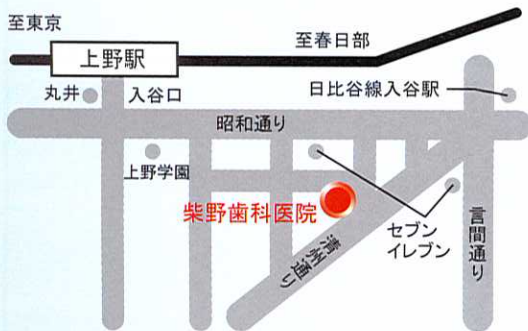 至東京
上野駅
至春日部
丸井
入谷口
日比谷線入谷駅
昭和通り
上野学園
柴野歯科医院
セブン
イレブン
清州通り
言間通り